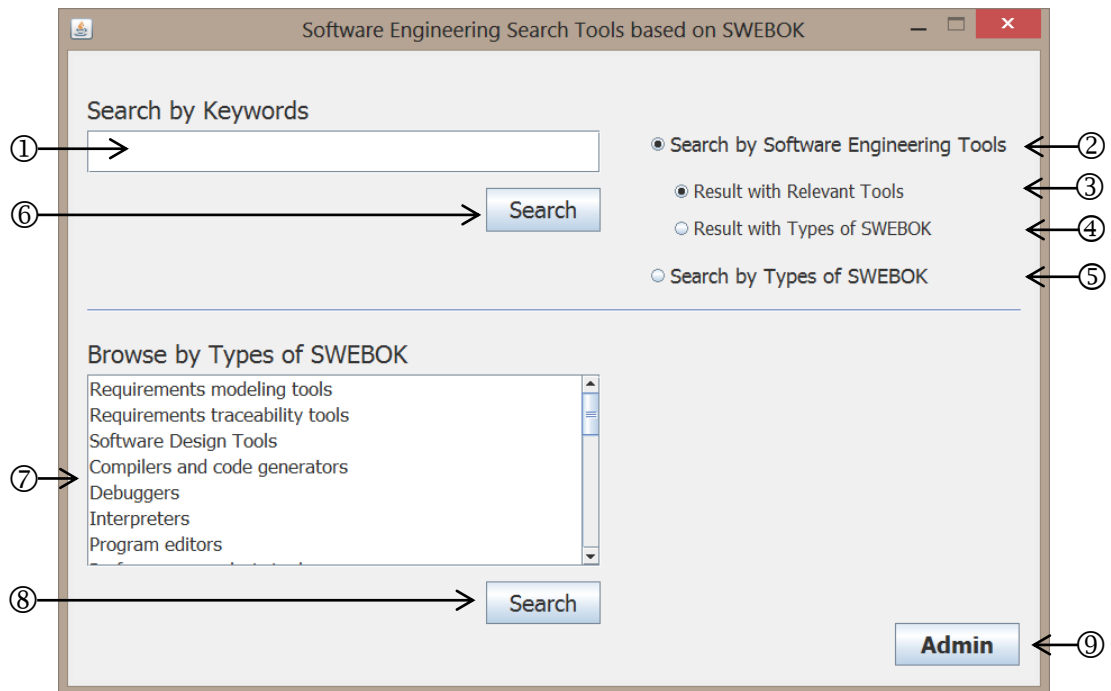 Software Engineering Search Tools based on SWEBOK
Search by Keywords
①
Search by Software Engineering Tools ②
Result with Relevant Tools ③
⑥ Search
Result with Types of SWEBOK ④
Search by Types of SWEBOK ⑤
Browse by Types of SWEBOK
Requirements modeling tools
Requirements traceability tools
Software Design Tools
Compilers and code generators
⑦
Debuggers
Interpreters
Program editors
⑧ Search
Admin ⑨